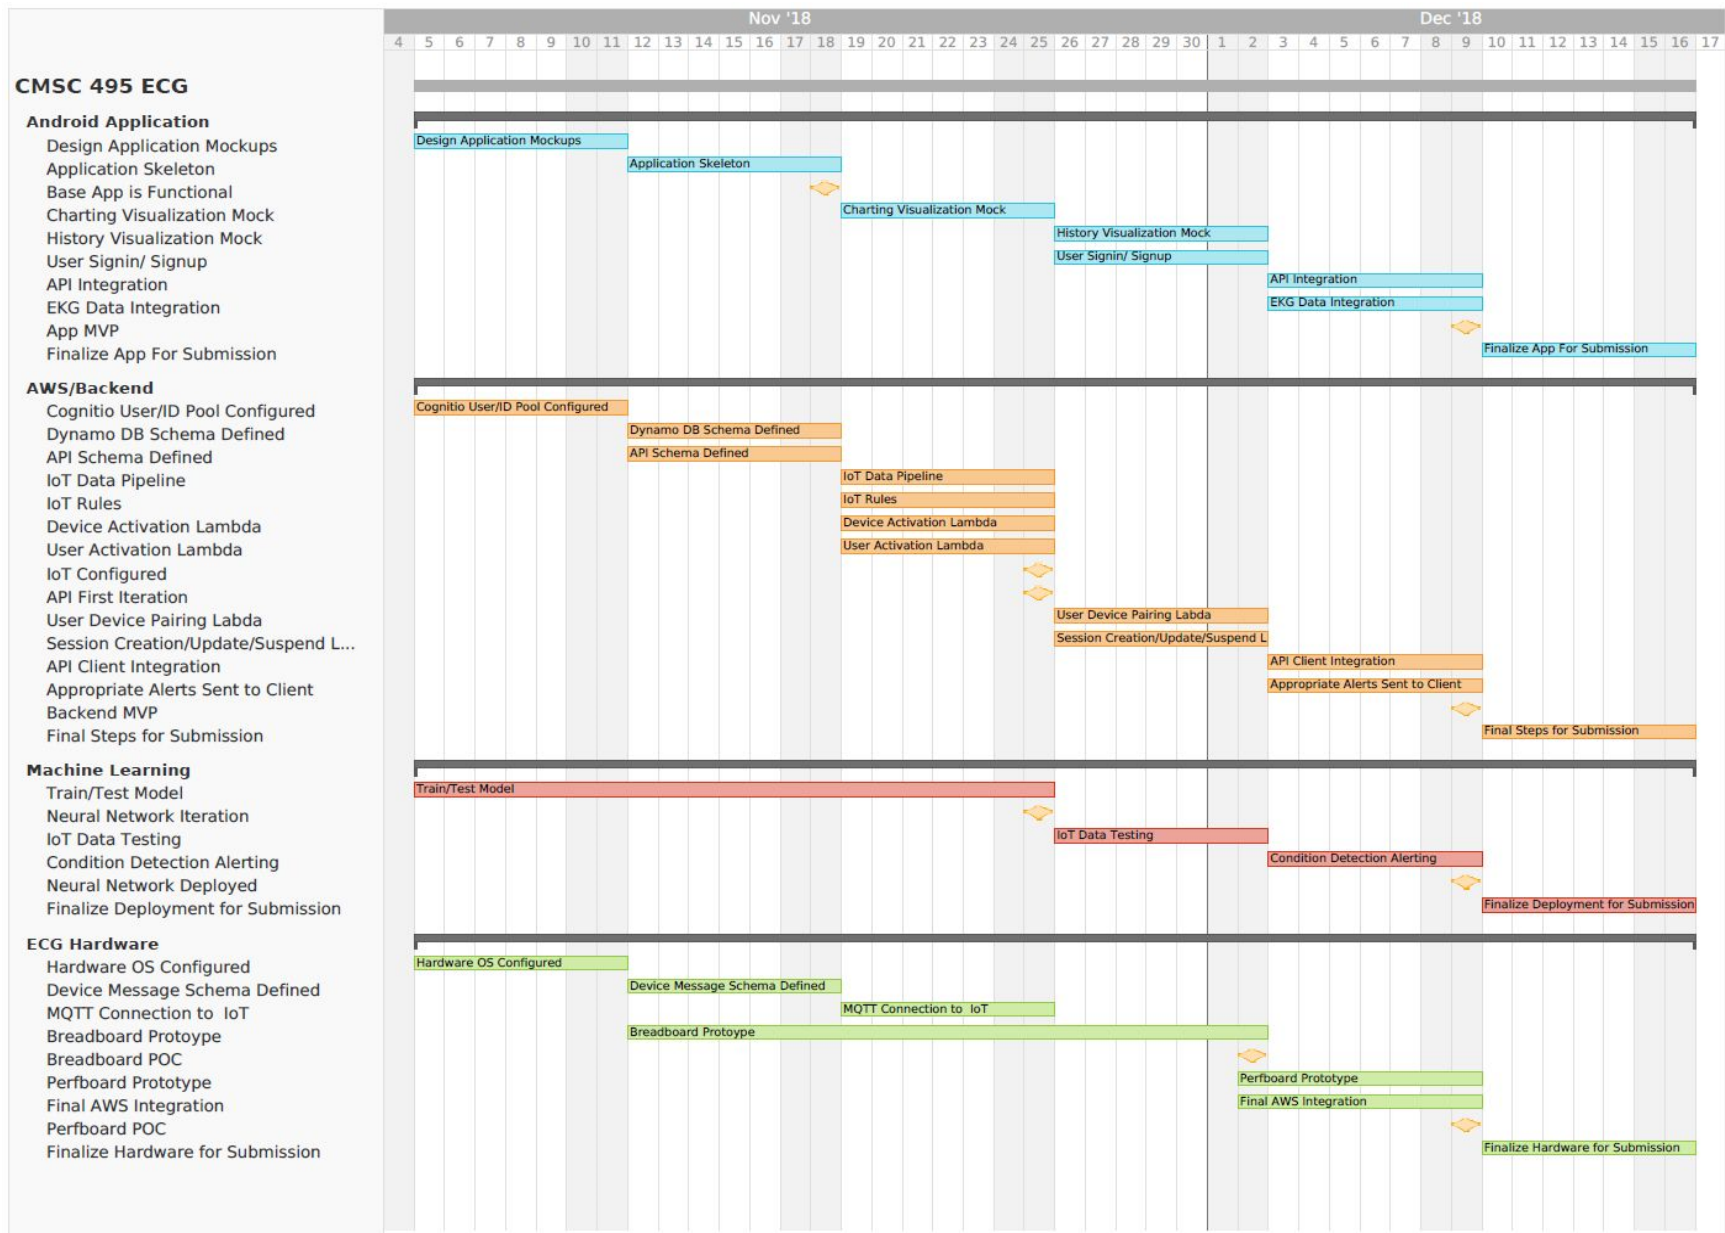 Nov '18 Dec '18
4 5 6 7 8 9 10 11 12 13 14 15 16 17 18 19 20 21 22 23 24 25 26 27 28 29 30 1 2 3 4 5 6 7 8 9 10 11 12 13 14 15 16 17
CMSC 495 ECG
Android Application
Design Application Mockups Design Application Mockups
Application Skeleton Application Skeleton
Base App is Functional
Charting Visualization Mock Charting Visualization Mock
History Visualization Mock History Visualization Mock
User Signin/ Signup User Signin/ Signup
API Integration API Integration
EKG Data Integration EKG Data Integration
App MVP
Finalize App For Submission Finalize App For Submission
AWS/Backend
Cognitio User/ID Pool Configured Cognitio User/ID Pool Configured
Dynamo DB Schema Defined Dynamo DB Schema Defined
API Schema Defined API Schema Defined
IoT Data Pipeline IoT Data Pipeline
IoT Rules IoT Rules
Device Activation Lambda Device Activation Lambda
User Activation Lambda User Activation Lambda
IoT Configured
API First Iteration
User Device Pairing Labda User Device Pairing Labda
Session Creation/Update/Suspend L... Session Creation/Update/Suspend L
API Client Integration API Client Integration
Appropriate Alerts Sent to Client Appropriate Alerts Sent to Client
Backend MVP
Final Steps for Submission Final Steps for Submission
Machine Learning
Train/Test Model Train/Test Model
Neural Network Iteration
IoT Data Testing IoT Data Testing
Condition Detection Alerting Condition Detection Alerting
Neural Network Deployed
Finalize Deployment for Submission Finalize Deployment for Submission
ECG Hardware
Hardware OS Configured Hardware OS Configured
Device Message Schema Defined Device Message Schema Defined
MQTT Connection to IoT MQTT Connection to IoT
Breadboard Protoype Breadboard Protoype
Breadboard POC
Perfboard Prototype Perfboard Prototype
Final AWS Integration Final AWS Integration
Perfboard POC
Finalize Hardware for Submission Finalize Hardware for Submission